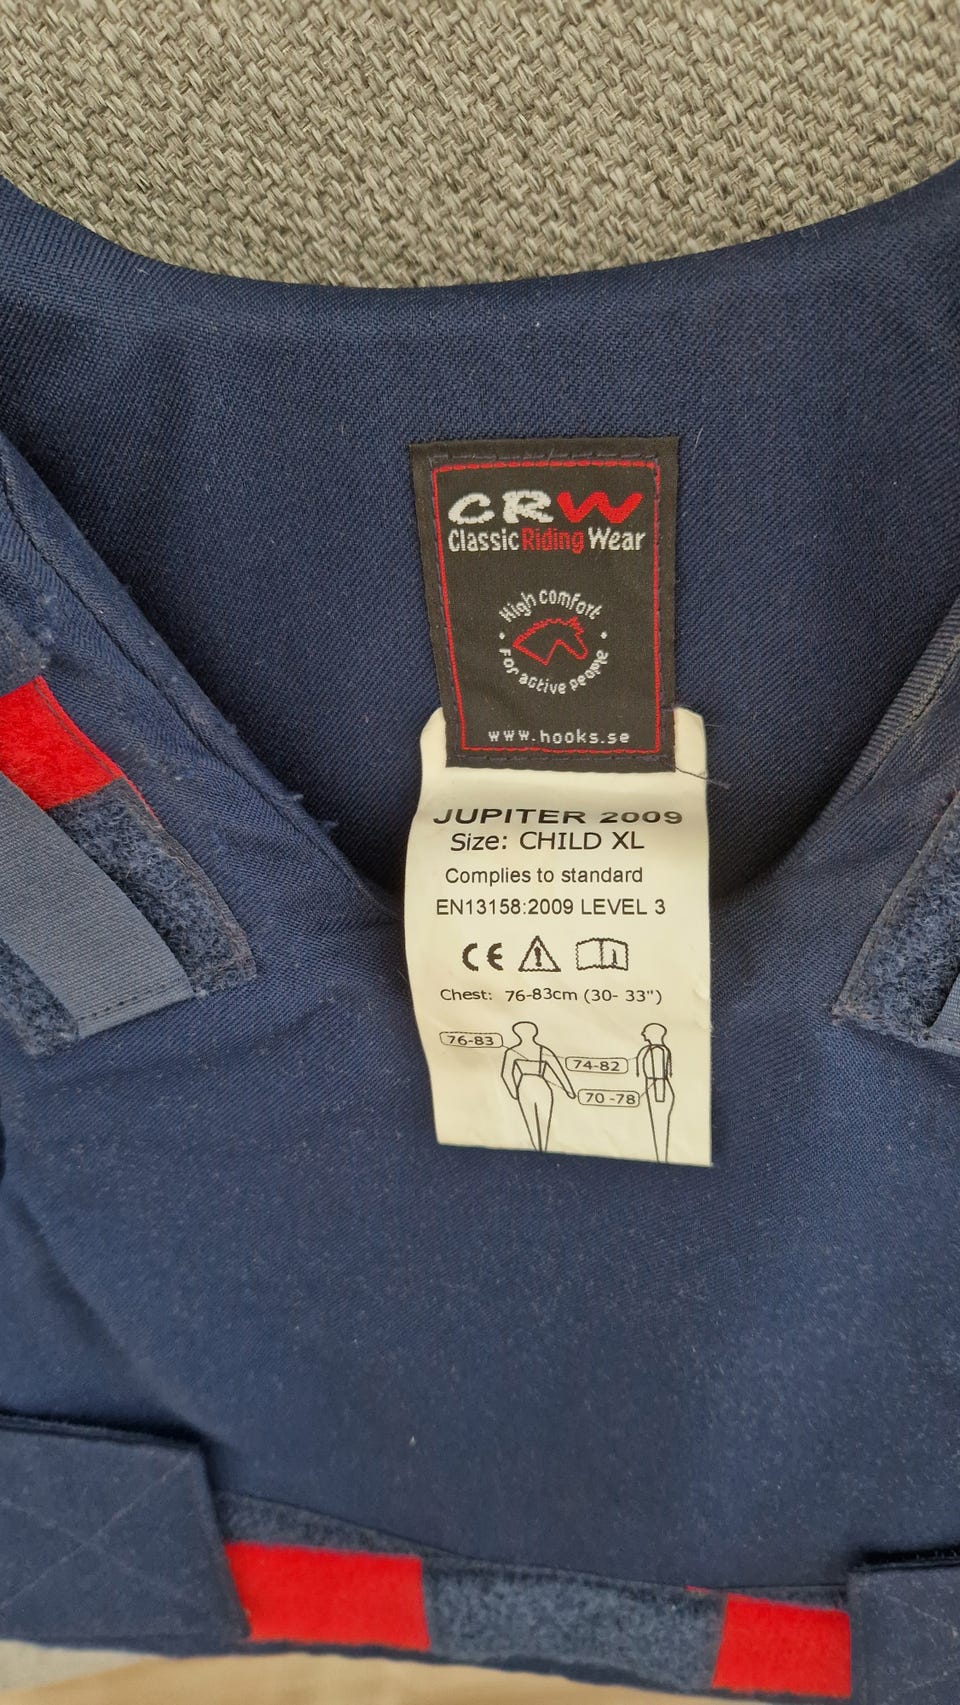 CRW
Classic Riding Wear
High comfort
For active people
www.hooks.se
JUPITER 2009
Size: CHILD XL
Complies to standard
EN13158:2009 LEVEL 3
CE
Chest: 76-83cm (30- 33")
76-83
74-82
70 -78